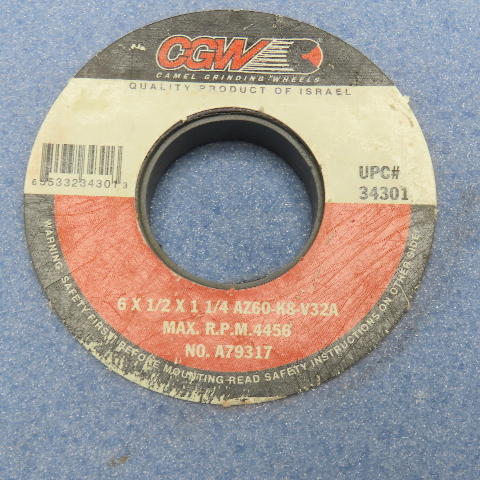 CGW
CAMEL GRINDING WHEELS
QUALITY PRODUCT OF ISRAEL
UPC#
34301
6 X 1/2 X 1 1/4 AZ60-K8-V32A
MAX. R.P.M. 4456
NO. A79317
WARNING SAFETY FIRST BEFORE MOUNTING READ SAFETY INSTRUCTIONS ON OTHER SIDE